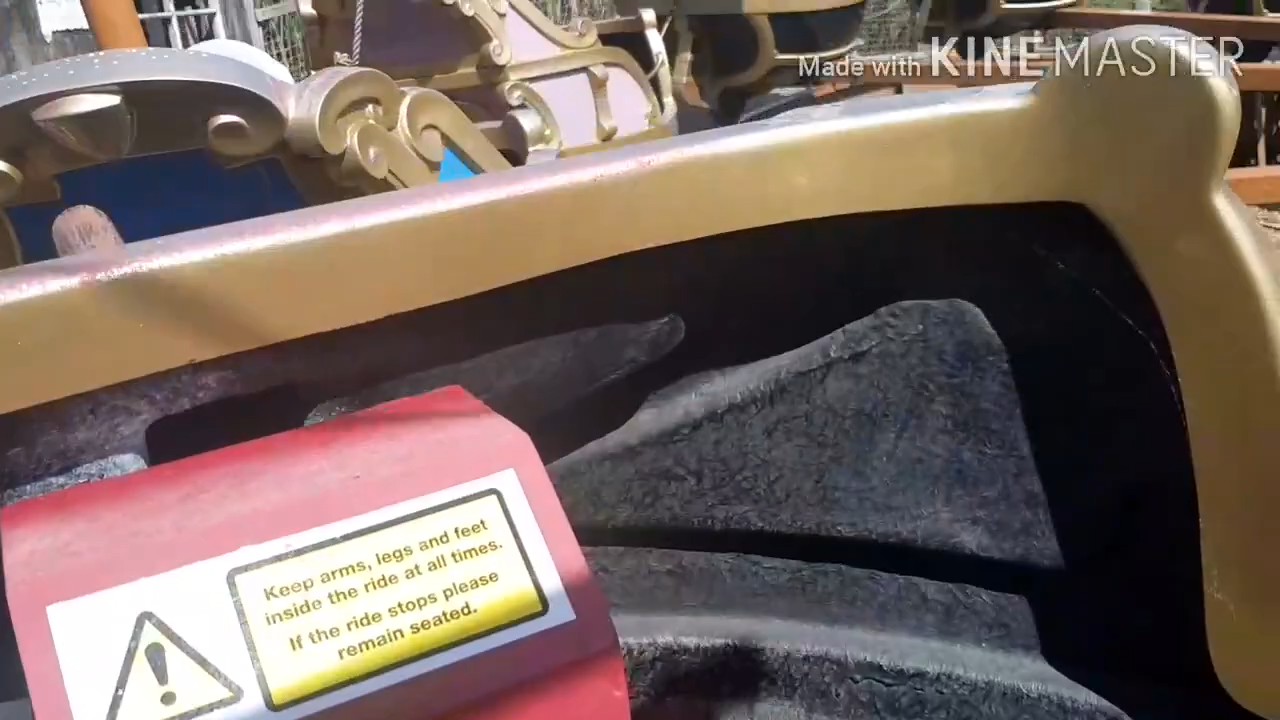 Made with KINEMASTER
Keep arms, legs and feet
inside the ride at all times.
If the ride stops please
remain seated.